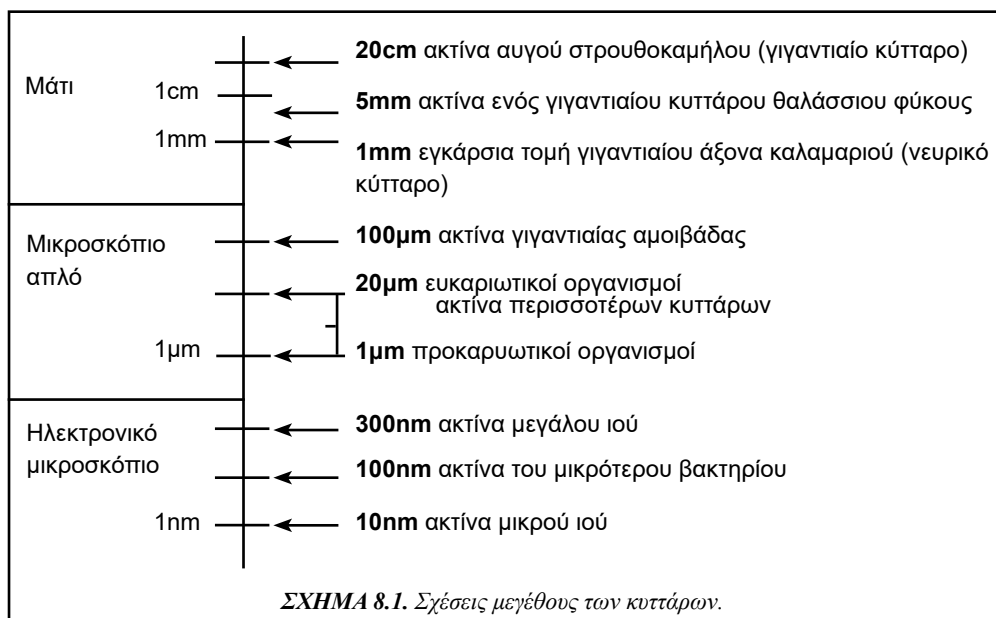 20cm ακτίνα αυγού στρουθοκαμήλου (γιγαντιαίο κύτταρο)
Μάτι
1cm
5mm ακτίνα ενός γιγαντιαίου κυττάρου θαλάσσιου φύκους
1mm
1mm εγκάρσια τομή γιγαντιαίου άξονα καλαμαριού (νευρικό
κύτταρο)
Μικροσκόπιο
απλό
100μm ακτίνα γιγαντιαίας αμοιβάδας
20μm ευκαριωτικοί οργανισμοί
ακτίνα περισσοτέρων κυττάρων
1μm
1μm προκαρυωτικοί οργανισμοί
Ηλεκτρονικό
μικροσκόπιο
300nm ακτίνα μεγάλου ιού
100nm ακτίνα του μικρότερου βακτηρίου
1nm
10nm ακτίνα μικρού ιού
ΣΧΗΜΑ 8.1. Σχέσεις μεγέθους των κυττάρων.